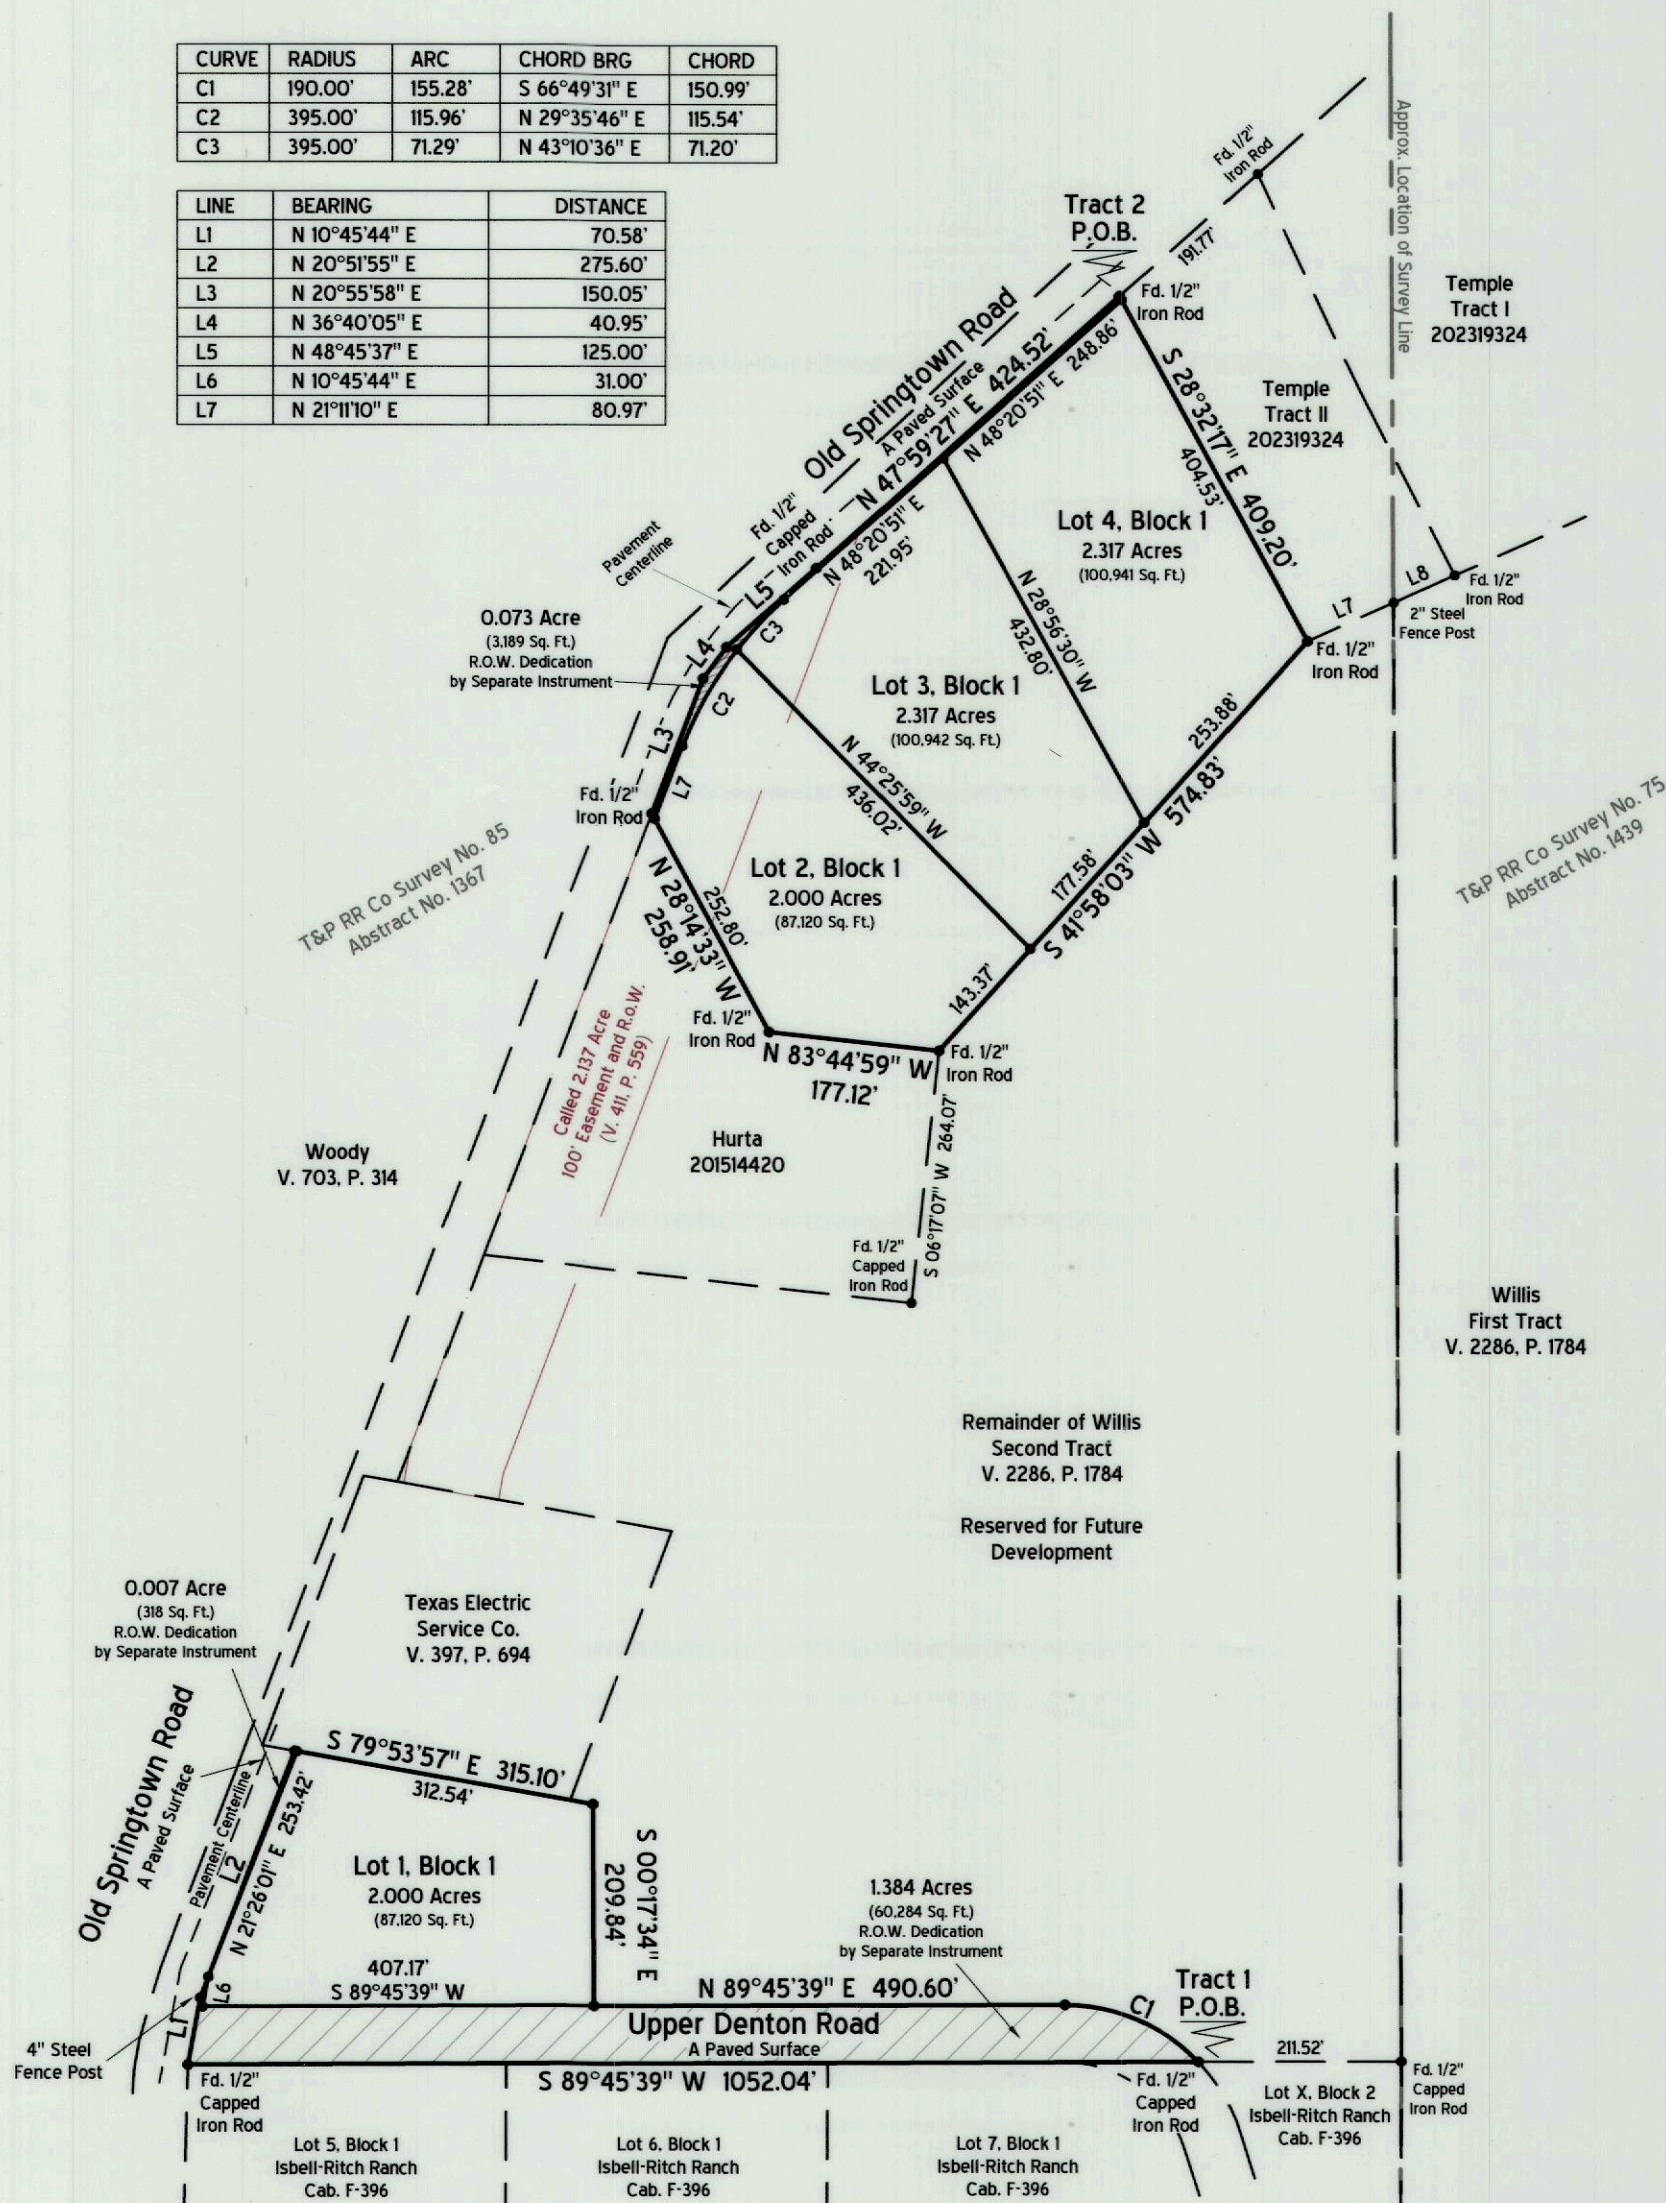 CURVE RADIUS ARC CHORD BRG CHORD
C1 190.00' 155.28' S 66°49'31" E 150.99'
C2 395.00' 115.96' N 29°35'46" E 115.54'
C3 395.00' 71.29' N 43°10'36" E 71.20'
LINE BEARING DISTANCE
L1 N 10°45'44" E 70.58'
L2 N 20°51'55" E 275.60'
L3 N 20°55'58" E 150.05'
L4 N 36°40'05" E 40.95'
L5 N 48°45'37" E 125.00'
L6 N 10°45'44" E 31.00'
L7 N 21°11'10" E 80.97'
Approx. Location of Survey Line
Fd. 1/2"
Iron Rod
Tract 2
P.O.B.
191.77'
Fd. 1/2"
Iron Rod
Temple
Tract I
202319324
Temple
Tract II
202319324
Old Springtown Road
A Paved Surface
N 47°59'27" E 424.52'
N 48°20'51" E 248.86'
S 28°32'17" E 409.20'
404.53'
Fd. 1/2"
Capped
Iron Rod
N 48°20'51" E
221.95'
Pavement
Centerline
L5
C3
L4
C2
L3
L7
0.073 Acre
(3,189 Sq. Ft.)
R.O.W. Dedication
by Separate Instrument
Lot 4, Block 1
2.317 Acres
(100,941 Sq. Ft.)
N 28°56'30" W
432.80'
L7
L8
Fd. 1/2"
Iron Rod
2" Steel
Fence Post
Fd. 1/2"
Iron Rod
Lot 3, Block 1
2.317 Acres
(100,942 Sq. Ft.)
N 44°25'59" W
436.02'
253.88'
S 41°58'03" W 574.83'
177.58'
143.37'
Fd. 1/2"
Iron Rod
T&P RR Co Survey No. 85
Abstract No. 1367
T&P RR Co Survey No. 75
Abstract No. 1439
Lot 2, Block 1
2.000 Acres
(87,120 Sq. Ft.)
252.80'
N 28°14'33" W
258.91'
Fd. 1/2"
Iron Rod
N 83°44'59" W
177.12'
Fd. 1/2"
Iron Rod
Called 2.137 Acre
100' Easement and R.o.W.
(V. 411, P. 559)
Woody
V. 703, P. 314
Hurta
201514420
S 06°17'07" W 264.07'
Fd. 1/2"
Capped
Iron Rod
Willis
First Tract
V. 2286, P. 1784
Remainder of Willis
Second Tract
V. 2286, P. 1784
Reserved for Future
Development
0.007 Acre
(318 Sq. Ft.)
R.O.W. Dedication
by Separate Instrument
Texas Electric
Service Co.
V. 397, P. 694
Old Springtown Road
A Paved Surface
Pavement Centerline
L2
N 21°26'01" E 253.42'
S 79°53'57" E 315.10'
312.54'
Lot 1, Block 1
2.000 Acres
(87,120 Sq. Ft.)
S 00°17'34" E
209.84'
407.17'
S 89°45'39" W
L6
L1
4" Steel
Fence Post
1.384 Acres
(60,284 Sq. Ft.)
R.O.W. Dedication
by Separate Instrument
N 89°45'39" E 490.60'
C1
Tract 1
P.O.B.
Upper Denton Road
A Paved Surface
S 89°45'39" W 1052.04'
211.52'
Fd. 1/2"
Capped
Iron Rod
Fd. 1/2"
Capped
Iron Rod
Fd. 1/2"
Capped
Iron Rod
Lot X, Block 2
Isbell-Ritch Ranch
Cab. F-396
Lot 5, Block 1
Isbell-Ritch Ranch
Cab. F-396
Lot 6, Block 1
Isbell-Ritch Ranch
Cab. F-396
Lot 7, Block 1
Isbell-Ritch Ranch
Cab. F-396